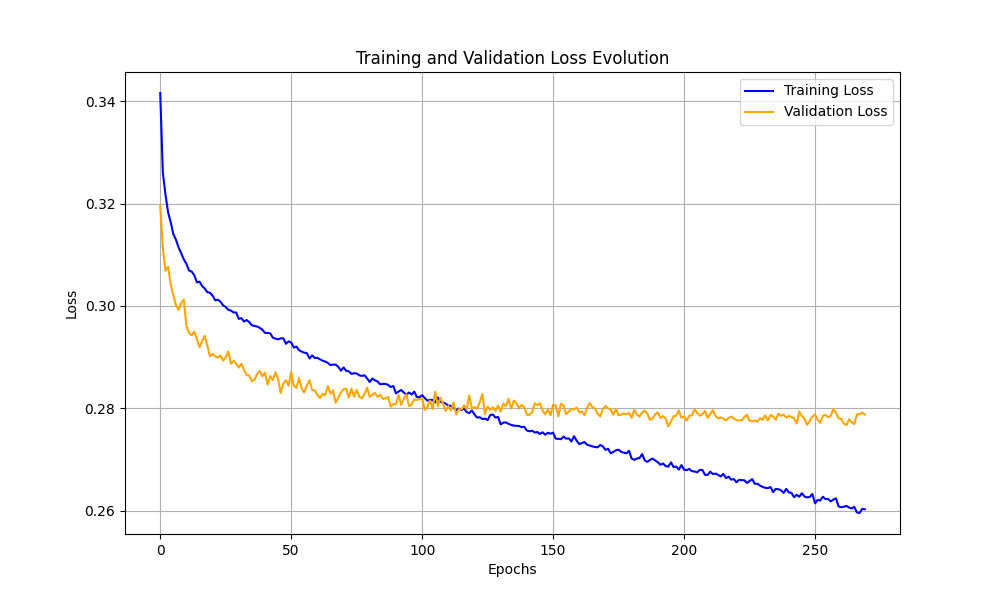 Training and Validation Loss Evolution
Training Loss
Validation Loss
Loss
0.34
0.32
0.30
0.28
0.26
0 50 100 150 200 250
Epochs